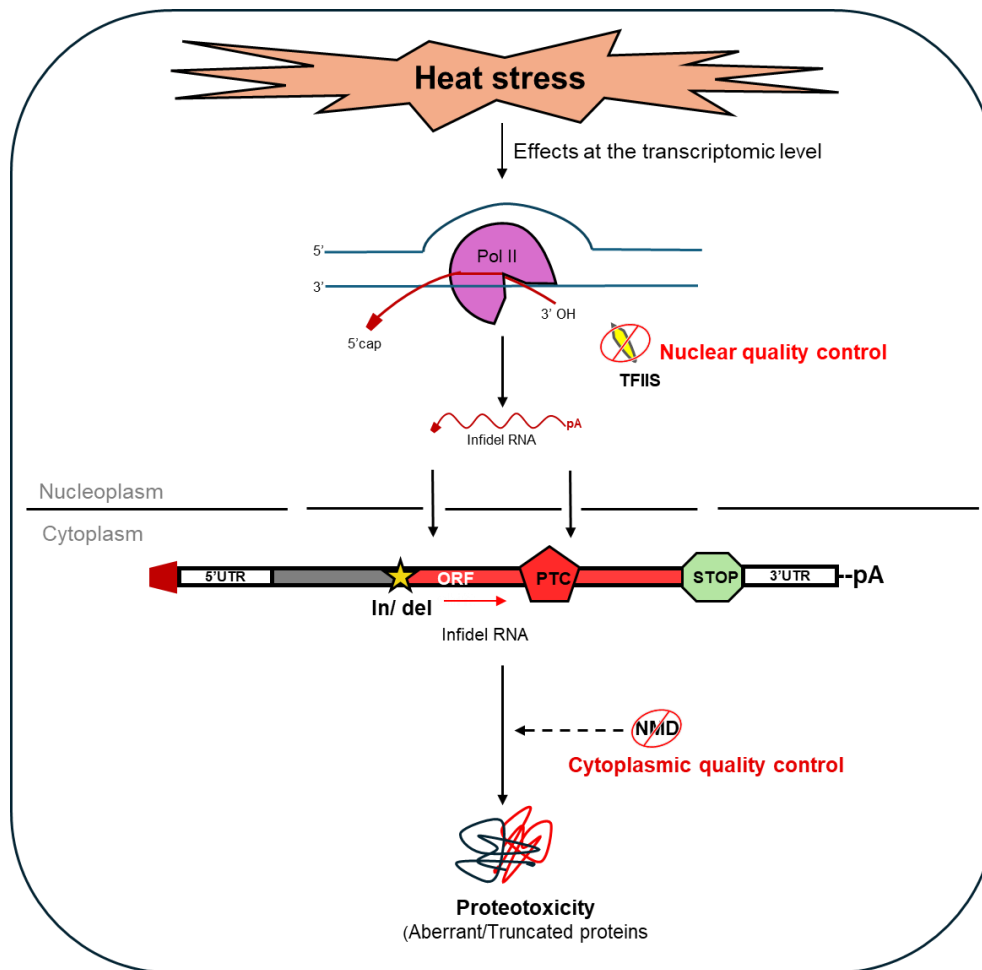 Heat stress
Effects at the transcriptomic level
5'
Pol II
3'
3' OH
5'cap
Nuclear quality control
TFIIS
pA
Infidel RNA
Nucleoplasm
Cytoplasm
5'UTR
ORF
PTC
STOP
3'UTR
--pA
In/ del
Infidel RNA
NMD
Cytoplasmic quality control
Proteotoxicity
(Aberrant/Truncated proteins